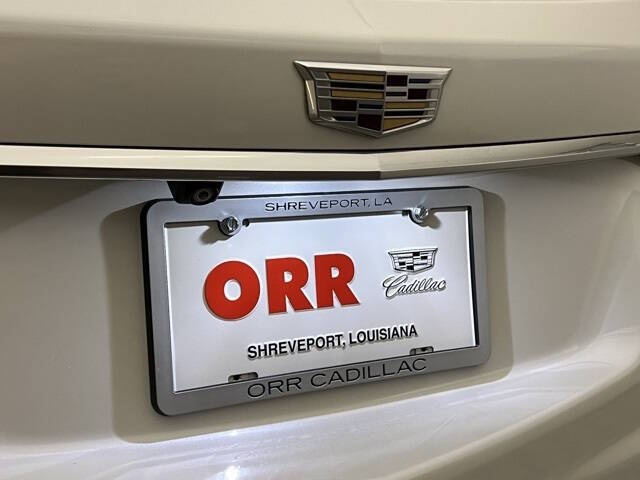 SHREVEPORT, LA
ORR
Cadillac
SHREVEPORT, LOUISIANA
ORR CADILLAC